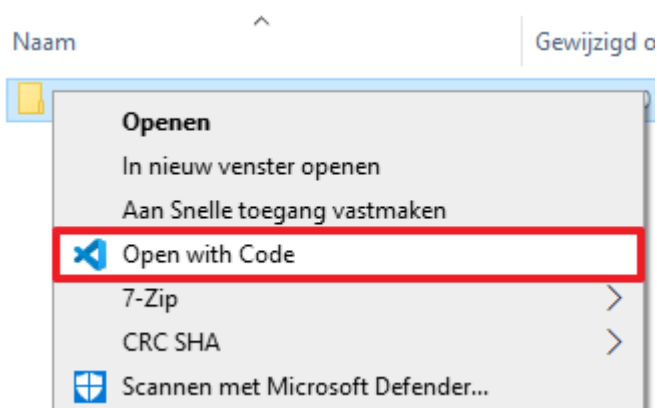 Naam
Gewijzigd o
Openen
In nieuw venster openen
Aan Snelle toegang vastmaken
Open with Code
7-Zip
CRC SHA
Scannen met Microsoft Defender...